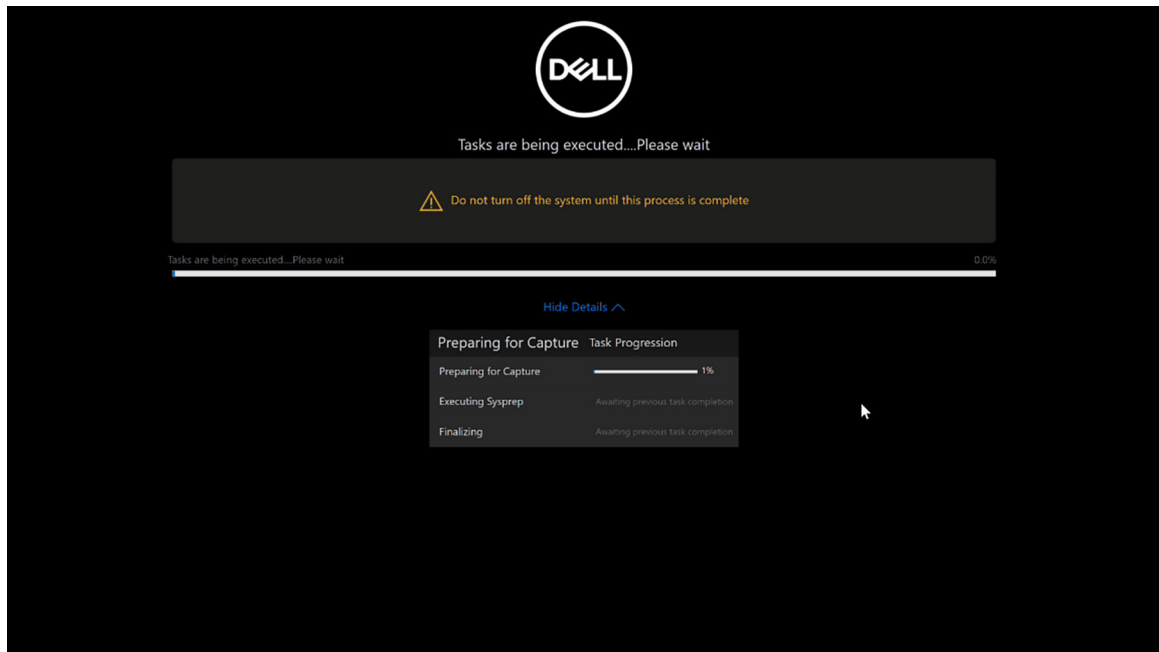 DELL
Tasks are being executed....Please wait
Do not turn off the system until this process is complete
Tasks are being executed....Please wait 0.0%
Hide Details
Preparing for Capture Task Progression
Preparing for Capture 1%
Executing Sysprep Awaiting previous task completion
Finalizing Awaiting previous task completion